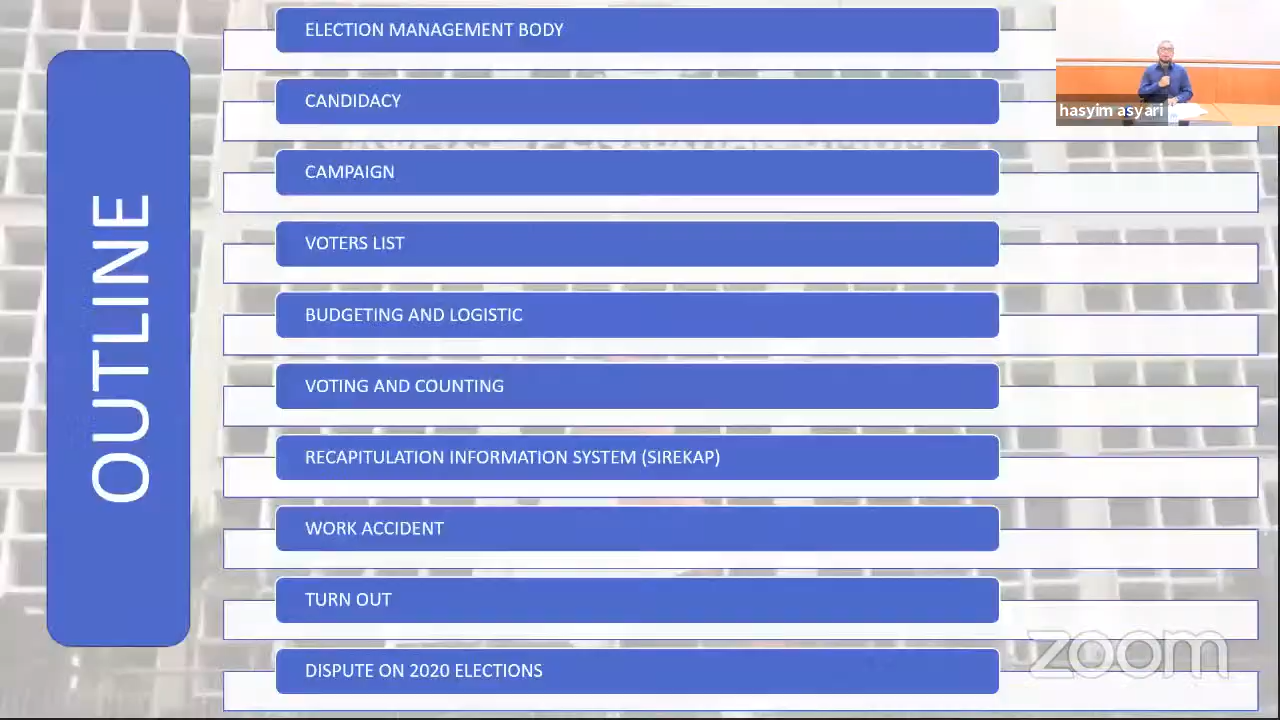 OUTLINE
ELECTION MANAGEMENT BODY
CANDIDACY
CAMPAIGN
VOTERS LIST
BUDGETING AND LOGISTIC
VOTING AND COUNTING
RECAPITULATION INFORMATION SYSTEM (SIREKAP)
WORK ACCIDENT
TURN OUT
DISPUTE ON 2020 ELECTIONS
hasyim asyari
zoom